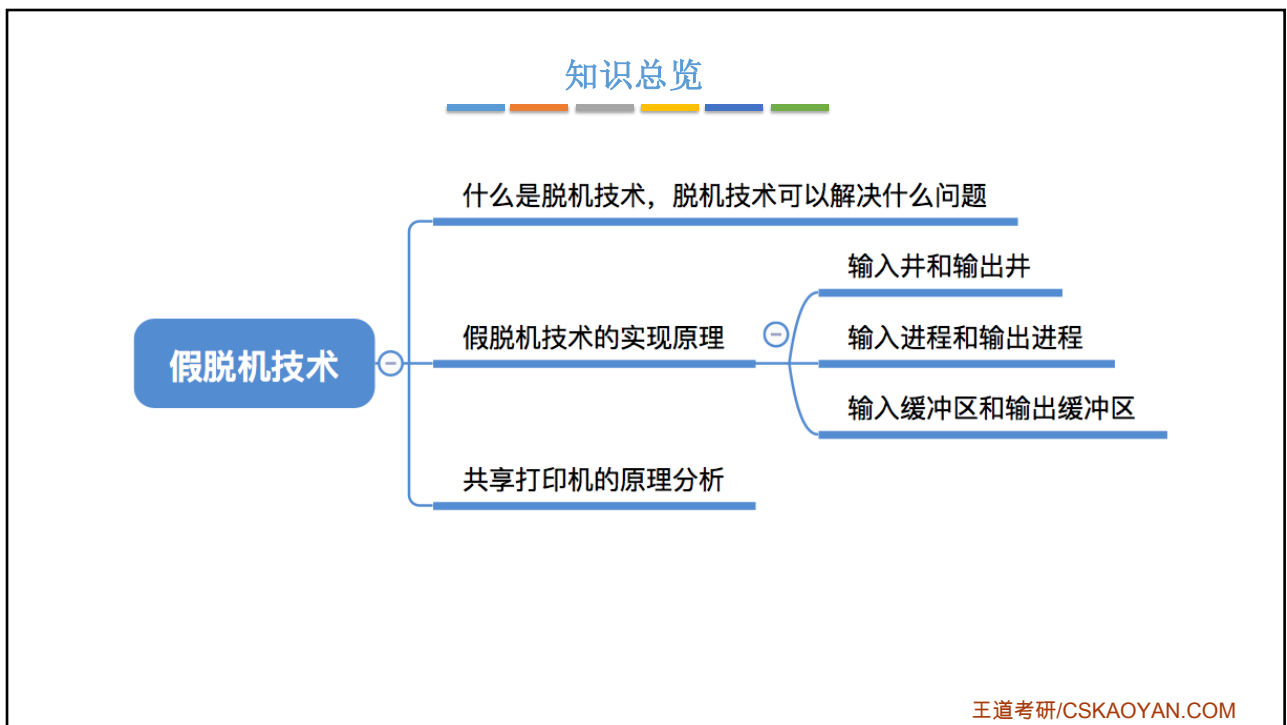 知识总览
什么是脱机技术，脱机技术可以解决什么问题
输入井和输出井
假脱机技术的实现原理
输入进程和输出进程
假脱机技术
输入缓冲区和输出缓冲区
共享打印机的原理分析
王道考研/CSKAOYAN.COM